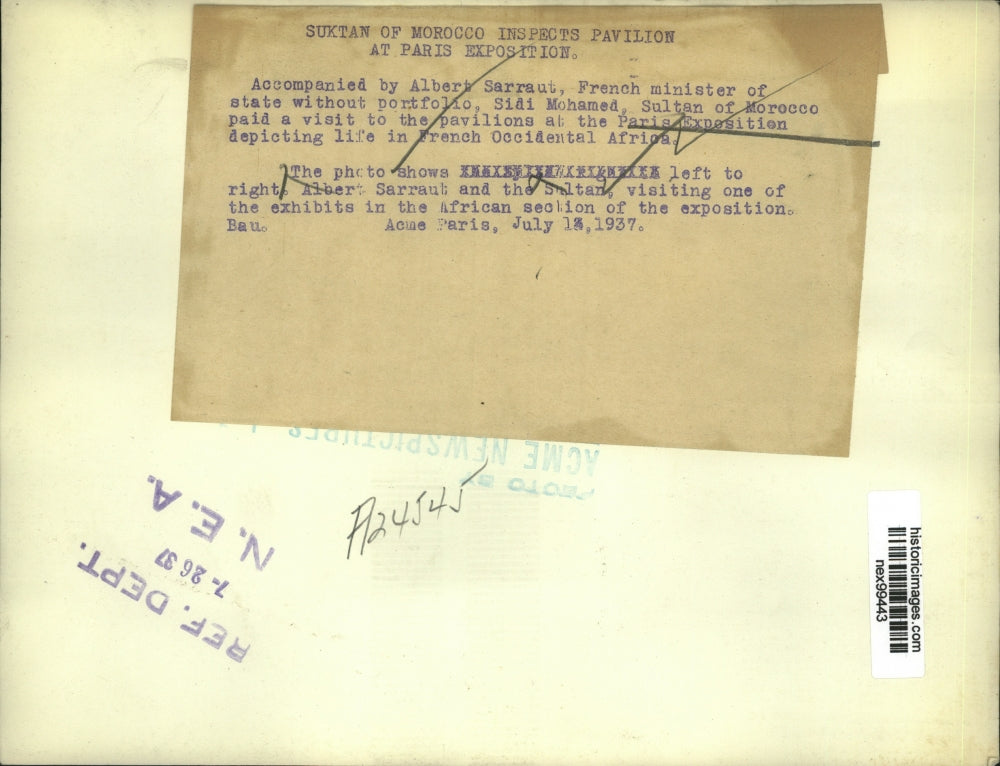 SUKTAN OF MOROCCO INSPECTS PAVILION
AT PARIS EXPOSITION.
Accompanied by Albert Sarraut, French minister of
state without portfolio, Sidi Mohamed, Sultan of Morocco
paid a visit to the pavilions at the Paris Exposition
depicting life in French Occidental Africa.
The photo shows left to
right. Albert Sarraut and the Sultan, visiting one of
the exhibits in the African section of the exposition.
Bau. Acme Paris, July 13,1937.
PHOTO BY
ACME NEWSPICTURES
A24545
N. E. A.
7-26 37
REF. DEPT.
historicimages.com
nex99443